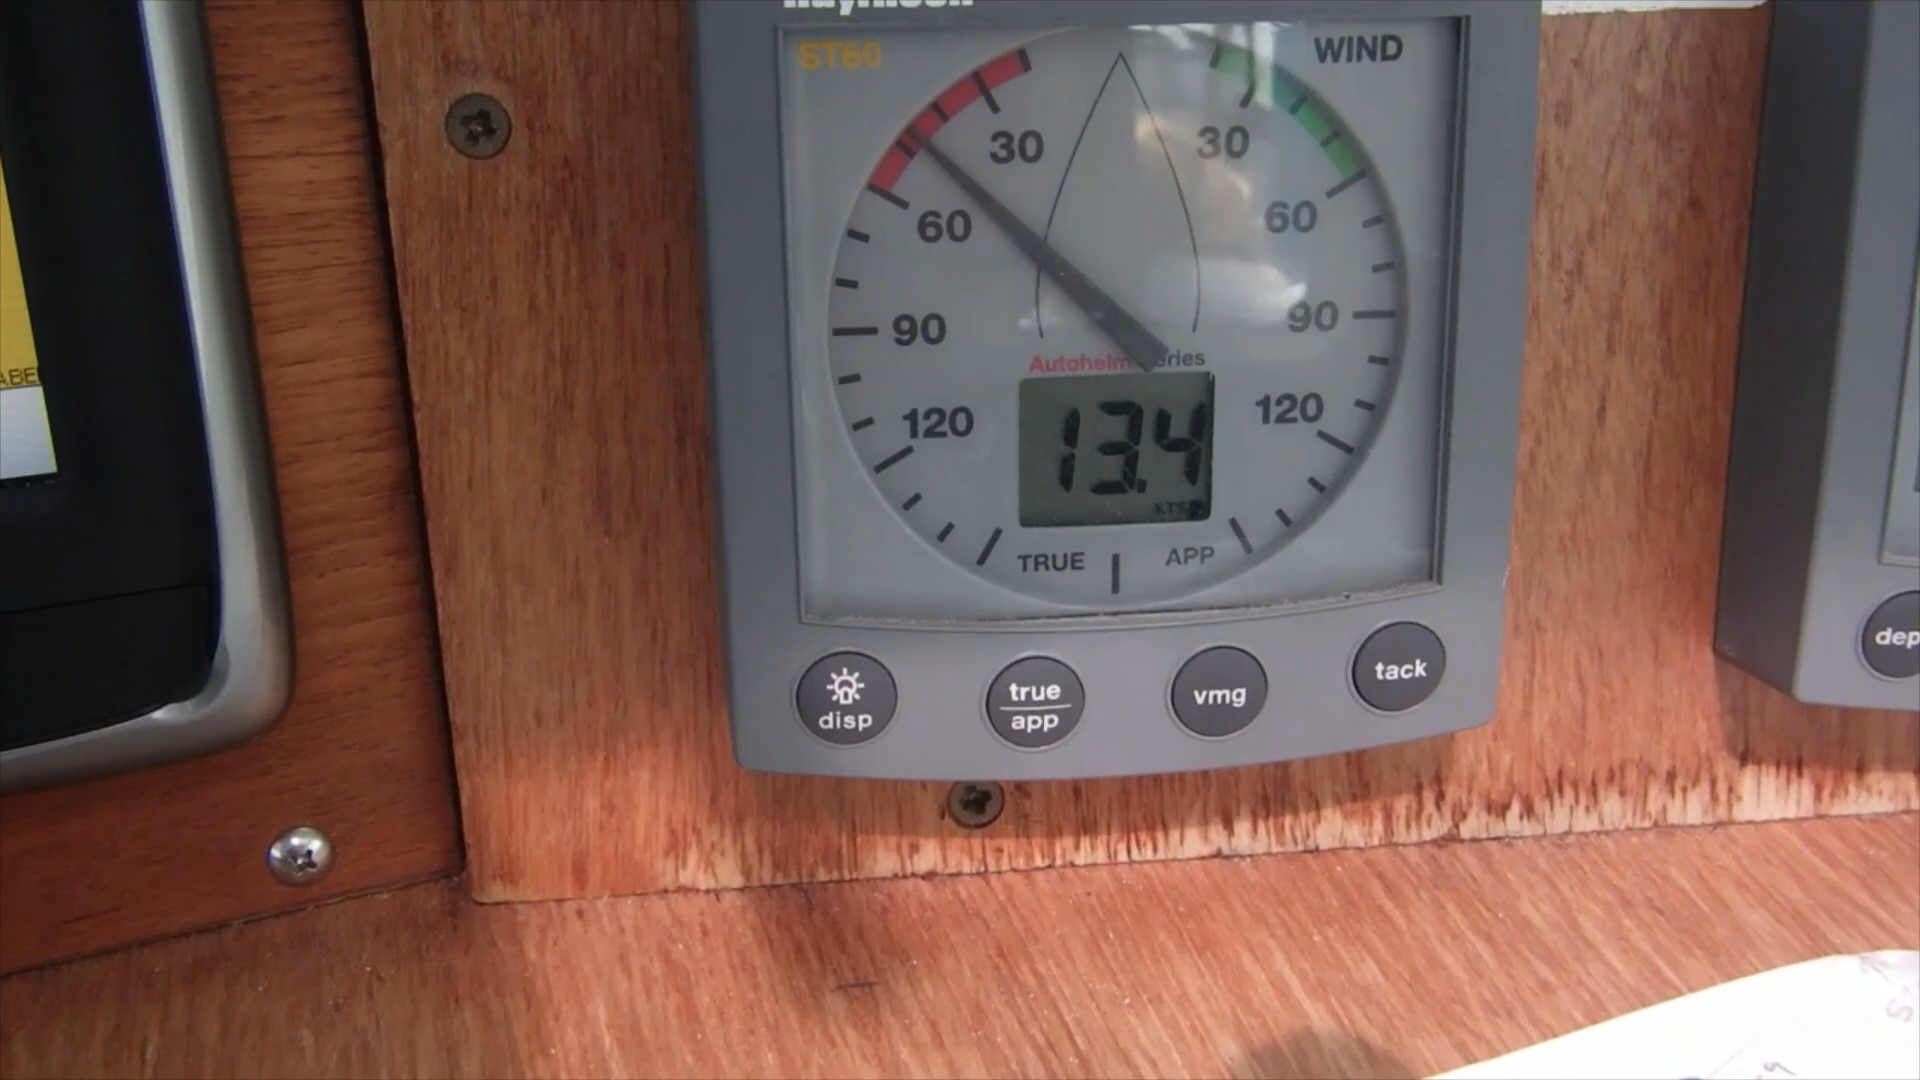 ST60
WIND
30
30
60
60
90
90
120
120
13.4
KTS
TRUE
APP
disp
true
app
vmg
tack
dep